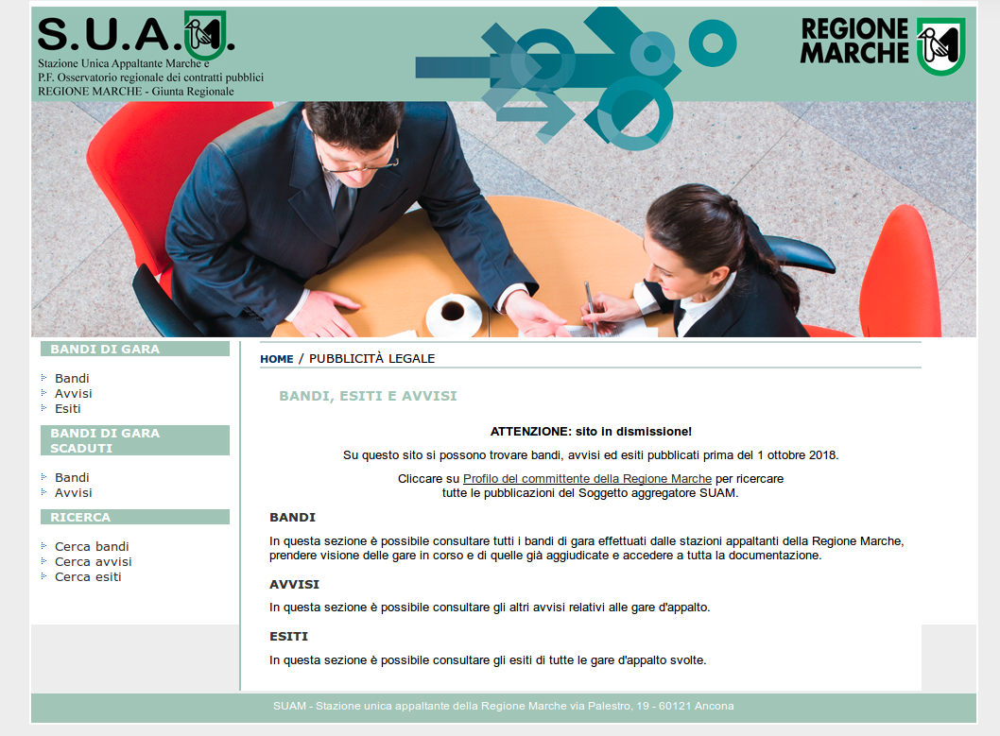 S.U.A.M.
Stazione Unica Appaltante Marche e
P.F. Osservatorio regionale dei contratti pubblici
REGIONE MARCHE - Giunta Regionale
REGIONE
MARCHE
BANDI DI GARA
Bandi
Avvisi
Esiti
BANDI DI GARA
SCADUTI
Bandi
Avvisi
RICERCA
Cerca bandi
Cerca avvisi
Cerca esiti
HOME / PUBBLICITÀ LEGALE
BANDI, ESITI E AVVISI
ATTENZIONE: sito in dismissione!
Su questo sito si possono trovare bandi, avvisi ed esiti pubblicati prima del 1 ottobre 2018.
Cliccare su Profilo del committente della Regione Marche per ricercare
tutte le pubblicazioni del Soggetto aggregatore SUAM.
BANDI
In questa sezione è possibile consultare tutti i bandi di gara effettuati dalle stazioni appaltanti della Regione Marche,
prendere visione delle gare in corso e di quelle già aggiudicate e accedere a tutta la documentazione.
AVVISI
In questa sezione è possibile consultare gli altri avvisi relativi alle gare d'appalto.
ESITI
In questa sezione è possibile consultare gli esiti di tutte le gare d'appalto svolte.
SUAM - Stazione unica appaltante della Regione Marche via Palestro, 19 - 60121 Ancona